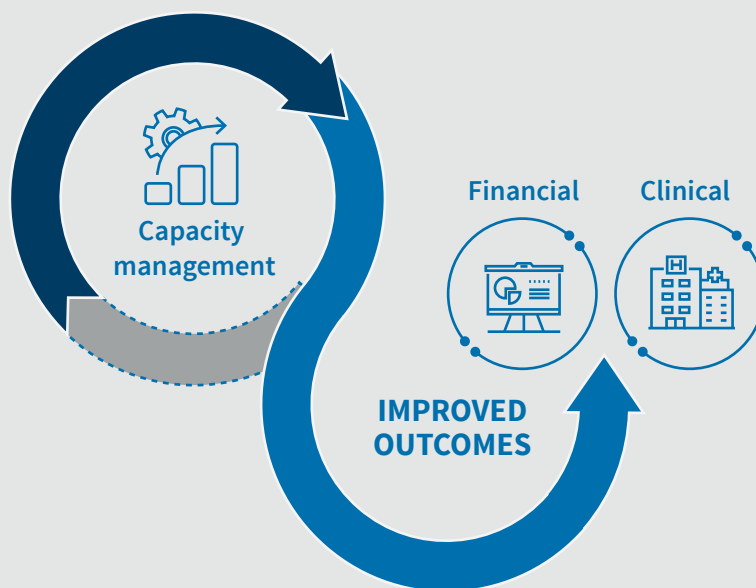 Capacity
management
Financial
Clinical
H
IMPROVED
OUTCOMES